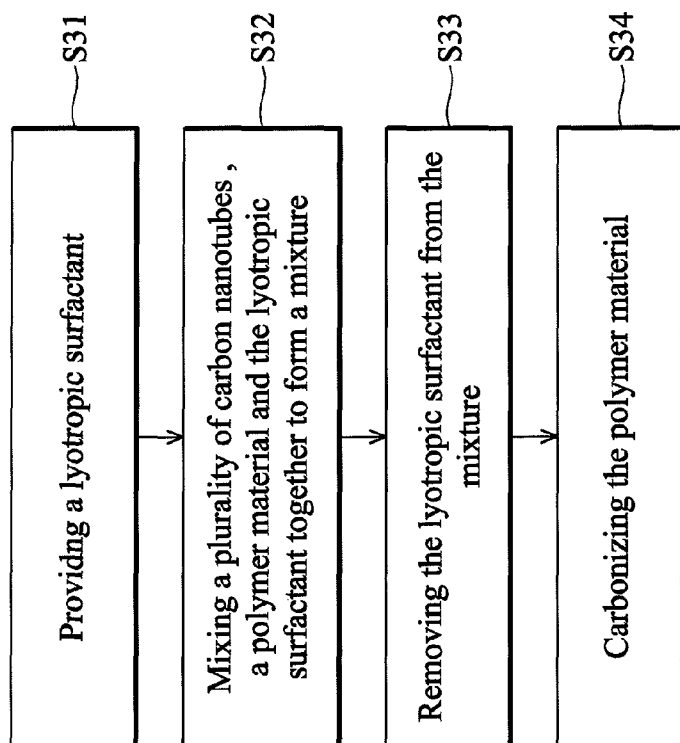 Providng a lyotropic surfactant
S31
Mixing a plurality of carbon nanotubes ,
a polymer material and the lyotropic
surfactant together to form a mixture
S32
Removing the lyotropic surfactant from the
mixture
S33
Carbonizing the polymer material
S34